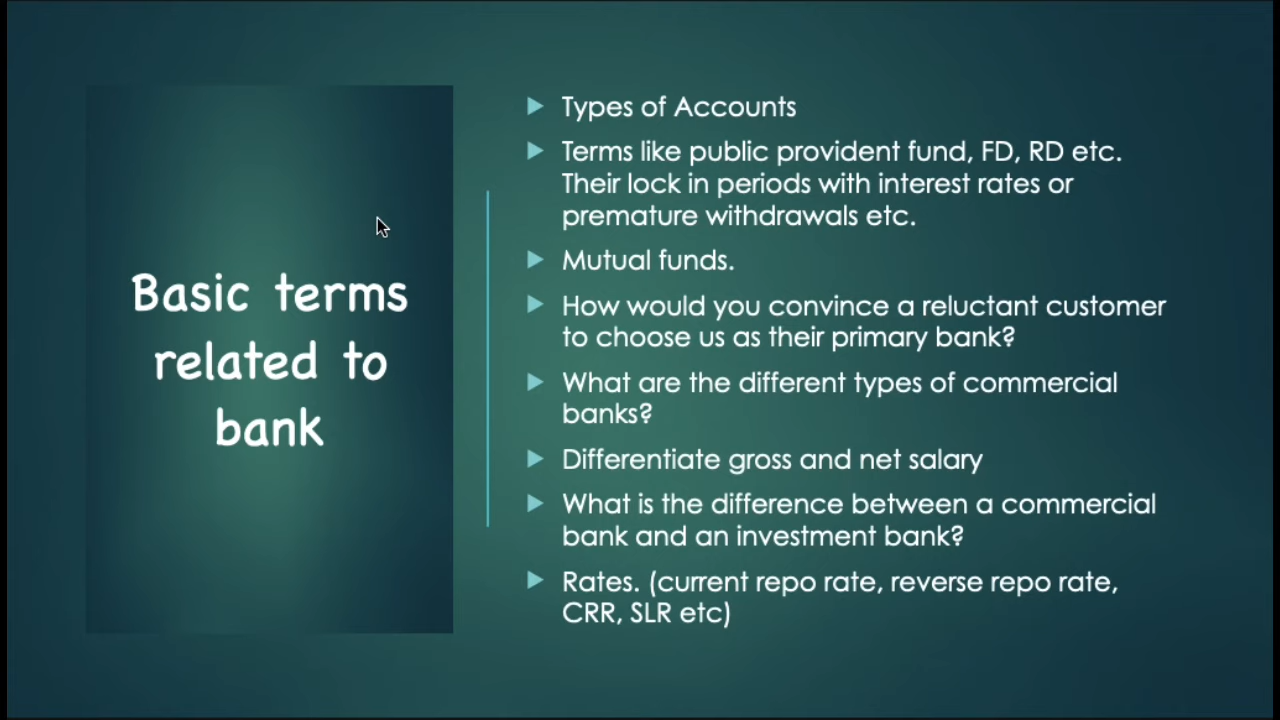 Basic terms
related to
bank
Types of Accounts
Terms like public provident fund, FD, RD etc.
Their lock in periods with interest rates or
premature withdrawals etc.
Mutual funds.
How would you convince a reluctant customer
to choose us as their primary bank?
What are the different types of commercial
banks?
Differentiate gross and net salary
What is the difference between a commercial
bank and an investment bank?
Rates. (current repo rate, reverse repo rate,
CRR, SLR etc)